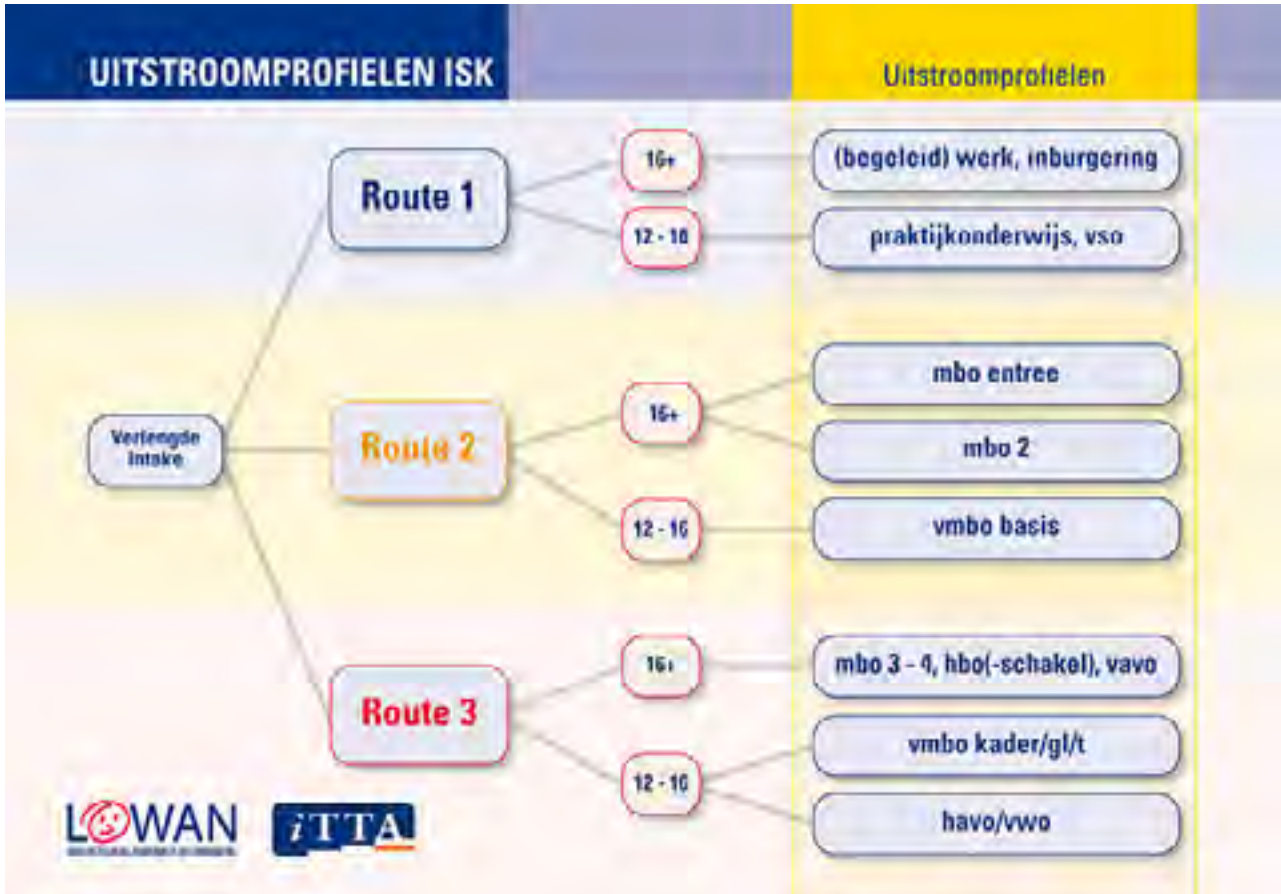 UITSTROOMPROFIELEN ISK
Uitstroomprofielen
Route 1
16+
(begeleid) werk, inburgering
12 - 16
praktijkonderwijs, vso
Verlengde
intake
Route 2
16+
mbo entree
mbo 2
12 - 16
vmbo basis
Route 3
16+
mbo 3 - 4, hbo(-schakel), vavo
12 - 16
vmbo kader/gl/t
havo/vwo
LOWAN
iTTA